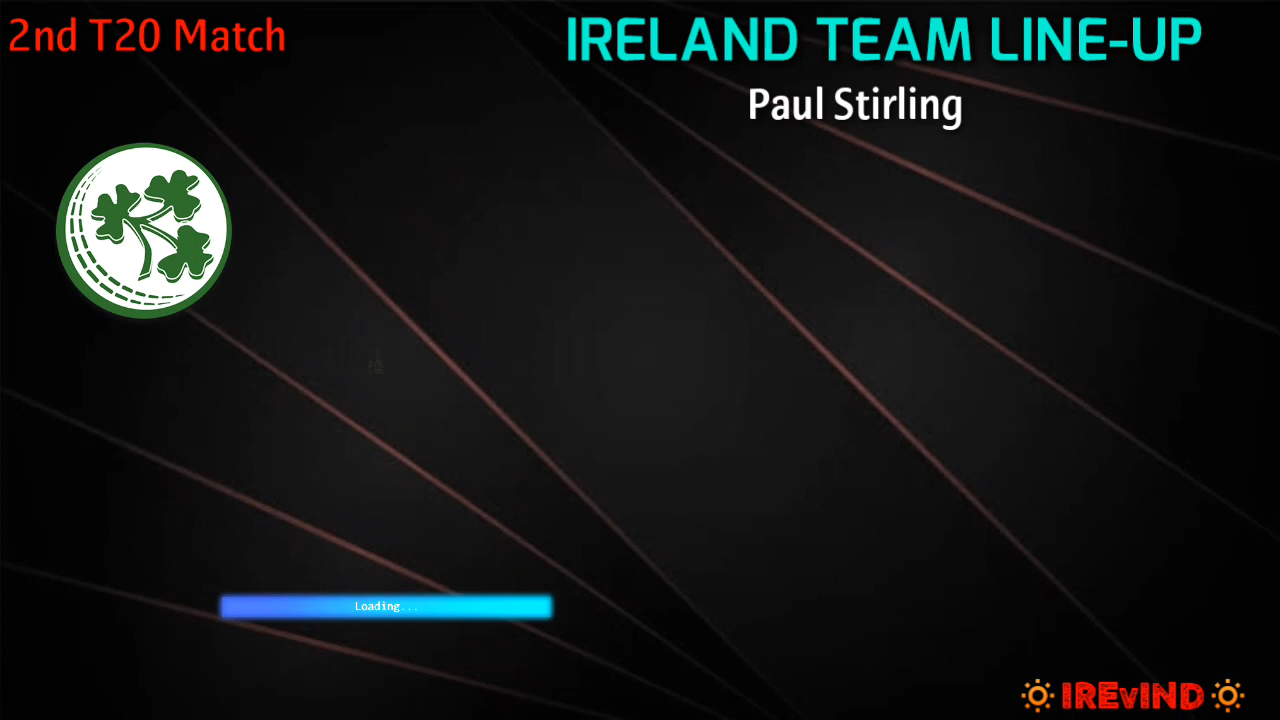 2nd T20 Match
IRELAND TEAM LINE-UP
Paul Stirling
Loading...
IREvIND